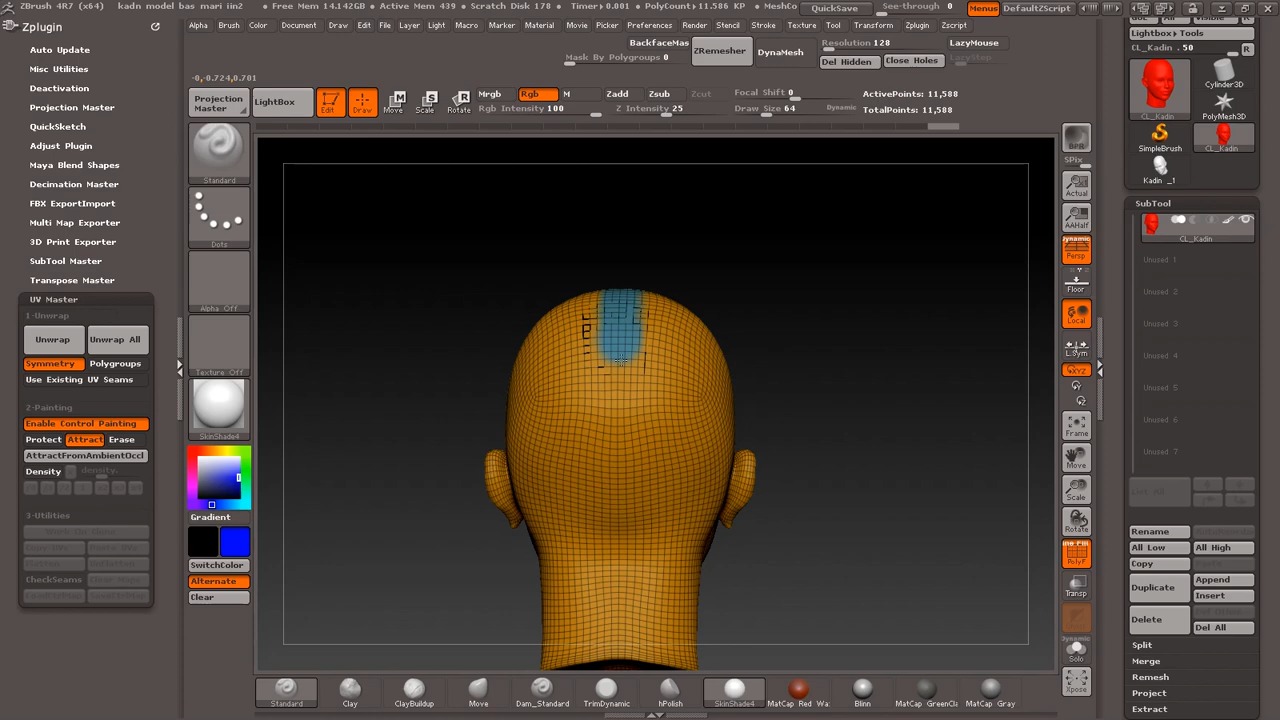 ZBrush 4R7 (x64)   kadn model bas mari iin2   • Free Mem 14.142GB • Active Mem 439 • Scratch Disk 178 • Timer▸0.001 • PolyCount▸11.586 KP • MeshCo   QuickSave   See-through 0   Menus   DefaultZScript
Zplugin
Alpha Brush Color Document Draw Edit File Layer Light Macro Marker Material Movie Picker Preferences Render Stencil Stroke Texture Tool Transform Zplugin Zscript
Lightbox▸ Tools
CL_Kadin . 50 R
Auto Update
Misc Utilities
Deactivation
Projection Master
QuickSketch
Adjust Plugin
Maya Blend Shapes
Decimation Master
FBX ExportImport
Multi Map Exporter
3D Print Exporter
SubTool Master
Transpose Master
UV Master
1-Unwrap
Unwrap Unwrap All
Symmetry Polygroups
Use Existing UV Seams
2-Painting
Enable Control Painting
Protect Attract Erase
AttractFromAmbientOccl
Density density.
3-Utilities
CheckSeams
BackfaceMas
Mask By Polygroups 0
ZRemesher
DynaMesh
Resolution 128
Del Hidden Close Holes
LazyMouse
LazyStep
-0,-0.724,0.701
Projection Master
LightBox
Edit Draw Move Scale Rotate
Mrgb Rgb M
Rgb Intensity 100
Zadd Zsub Zcut
Z Intensity 25
Focal Shift 0
Draw Size 64 Dynamic
ActivePoints: 11,588
TotalPoints: 11,588
Standard
Dots
Alpha Off
Texture Off
SkinShade4
Gradient
SwitchColor
Alternate
Clear
BPR
SPix
Actual
AAHalf
Dynamic
Persp
Floor
Local
L.Sym
XYZ
Frame
Move
Scale
Rotate
Line Fill
PolyF
Transp
Dynamic
Solo
Xpose
CL_Kadin
Cylinder3D
PolyMesh3D
SimpleBrush
CL_Kadin
Kadin _1
SubTool
CL_Kadin
Unused 1
Unused 2
Unused 3
Unused 4
Unused 5
Unused 6
Unused 7
List All
Rename
All Low All High
Copy
Duplicate Append
Insert
Delete
Del All
Split
Merge
Remesh
Project
Extract
Standard Clay ClayBuildup Move Dam_Standard TrimDynamic hPolish SkinShade4 MatCap Red Wa: Blinn MatCap GreenCl MatCap Gray